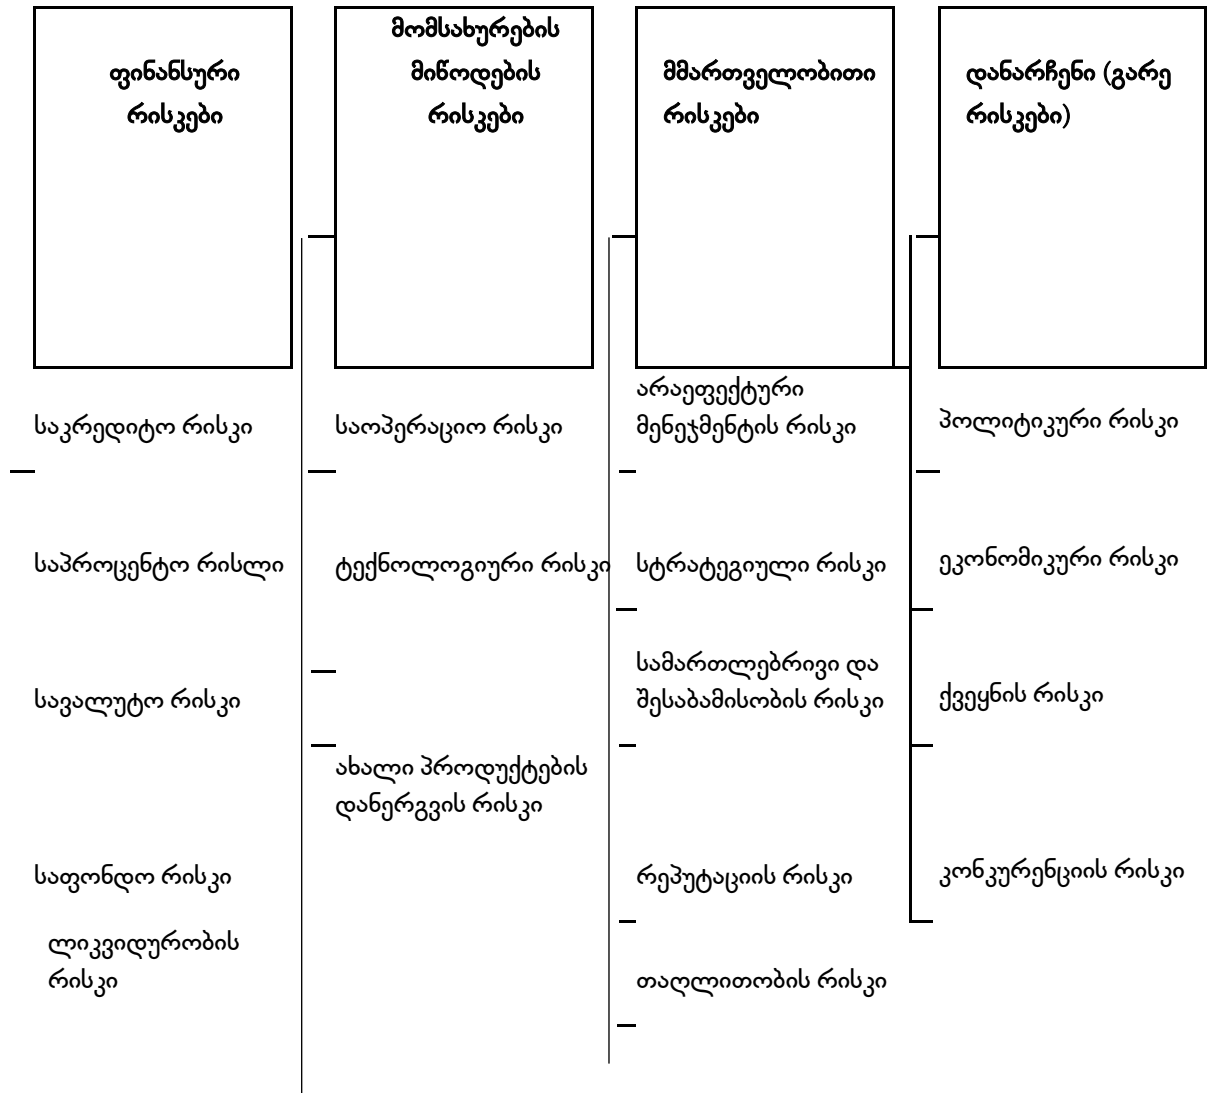 ფინანსური
რისკები
საკრედიტო რისკი
საპროცენტო რისლი
სავალუტო რისკი
საფონდო რისკი
ლიკვიდურობის
რისკი
მომსახურების
მიწოდების
რისკები
საოპერაციო რისკი
ტექნოლოგიური რისკი
ახალი პროდუქტების
დანერგვის რისკი
მმართველობითი
რისკები
არაეფექტური
მენეჯმენტის რისკი
სტრატეგიული რისკი
სამართლებრივი და
შესაბამისობის რისკი
რეპუტაციის რისკი
თაღლითობის რისკი
დანარჩენი (გარე
რისკები)
პოლიტიკური რისკი
ეკონომიკური რისკი
ქვეყნის რისკი
კონკურენციის რისკი